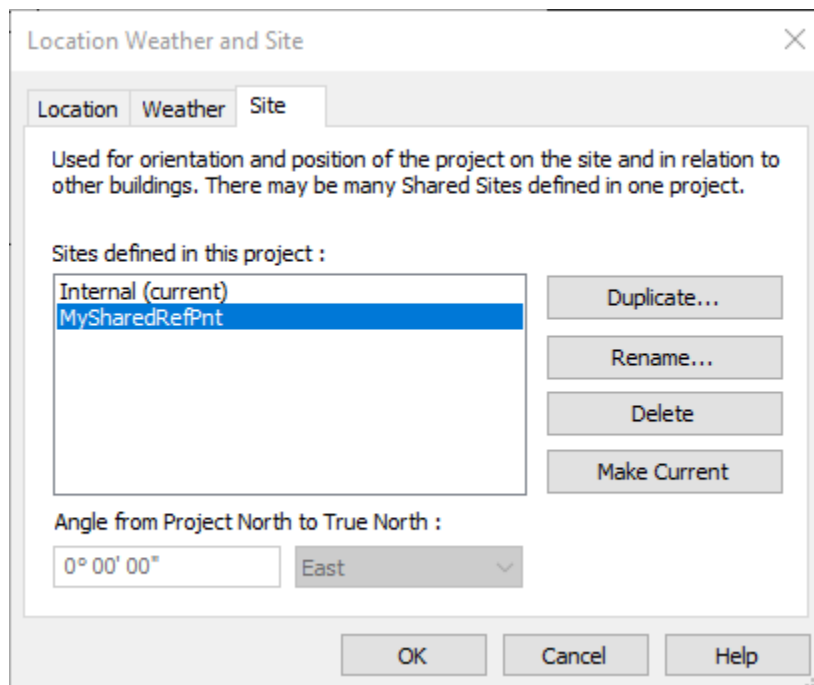 Location Weather and Site
Location Weather Site
Used for orientation and position of the project on the site and in relation to
other buildings. There may be many Shared Sites defined in one project.
Sites defined in this project :
Internal (current)
MySharedRefPnt
Duplicate...
Rename...
Delete
Make Current
Angle from Project North to True North :
0° 00' 00"
East
OK Cancel Help